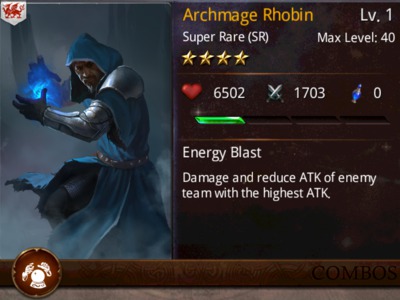 Archmage Rhobin Lv. 1
Super Rare (SR) Max Level: 40
6502 1703 0
Energy Blast
Damage and reduce ATK of enemy
team with the highest ATK.
COMBOS